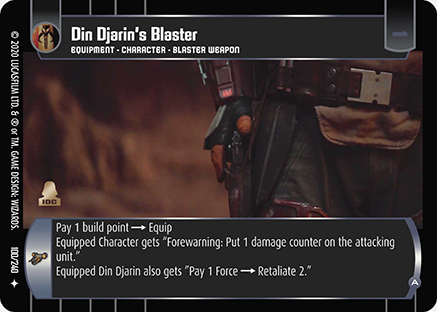 Din Djarin's Blaster
EQUIPMENT - CHARACTER - BLASTER WEAPON
© 2020 LUCASFILM LTD. & ® OR TM. GAME DESIGN: WIZARDS.
110/240
IDC
Pay 1 build point → Equip
Equipped Character gets "Forewarning: Put 1 damage counter on the attacking
unit."
Equipped Din Djarin also gets "Pay 1 Force → Retaliate 2."
A